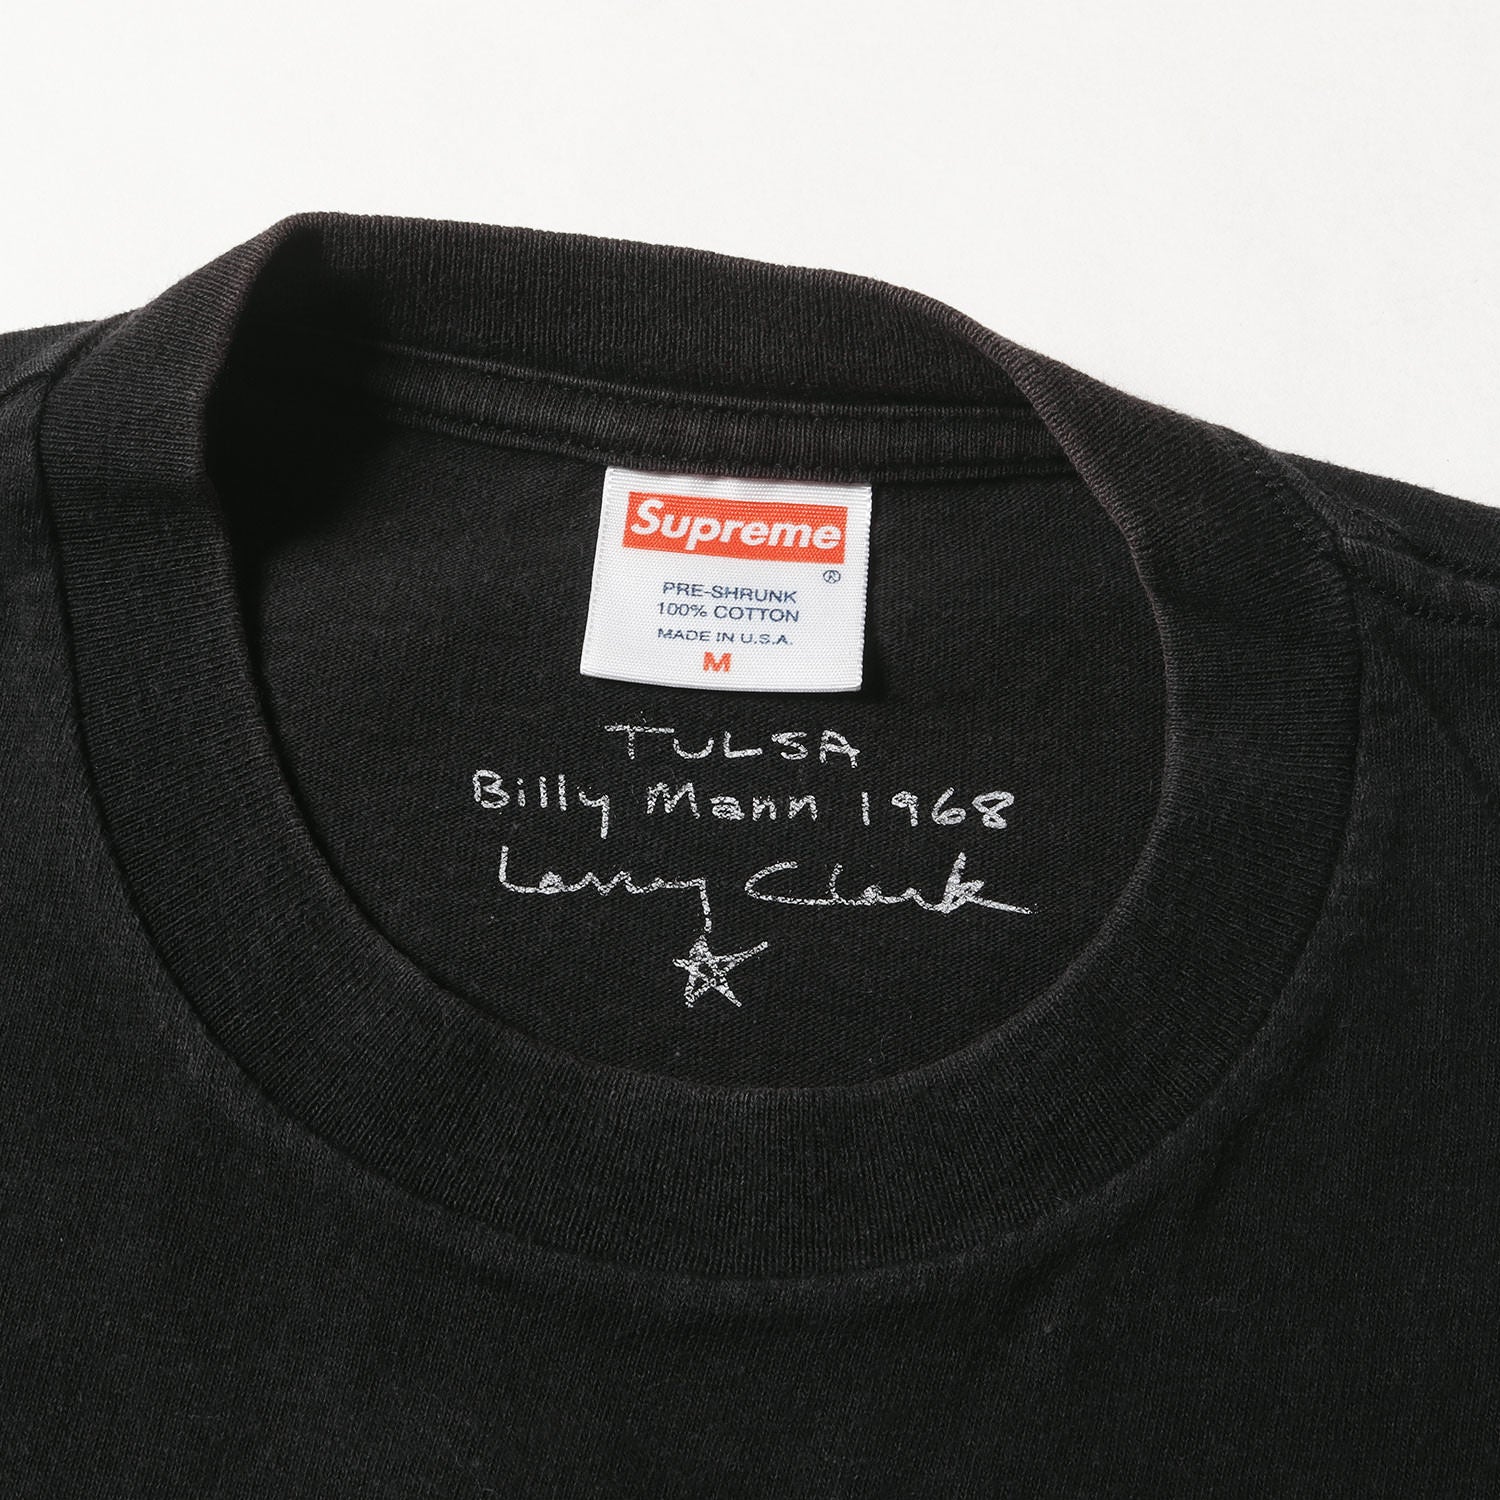 Supreme
®
PRE-SHRUNK
100% COTTON
MADE IN U.S.A.
M
TULSA
Billy Mann 1968
Larry Clark